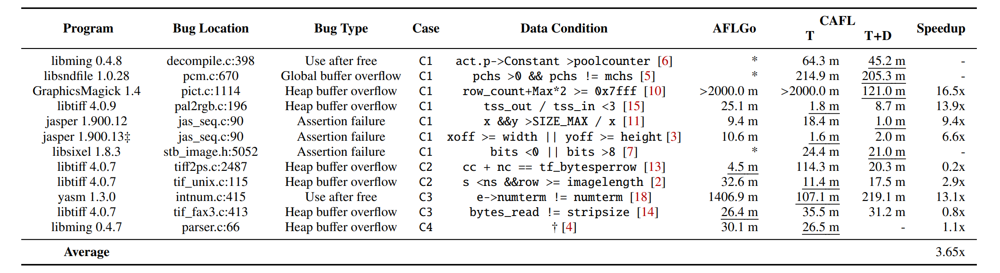 Program Bug Location Bug Type Case Data Condition AFLGo CAFL Speedup
T T+D
libming 0.4.8 decompile.c:398 Use after free C1 act.p->Constant >poolcounter [6] * 64.3 m 45.2 m -
libsndfile 1.0.28 pcm.c:670 Global buffer overflow C1 pchs >0 && pchs != mchs [5] * 214.9 m 205.3 m -
GraphicsMagick 1.4 pict.c:1114 Heap buffer overflow C1 row_count+Max*2 >= 0x7fff [10] >2000.0 m >2000.0 m 121.0 m 16.5x
libtiff 4.0.9 pal2rgb.c:196 Heap buffer overflow C1 tss_out / tss_in <3 [15] 25.1 m 1.8 m 8.7 m 13.9x
jasper 1.900.12 jas_seq.c:90 Assertion failure C1 x &&y >SIZE_MAX / x [11] 9.4 m 18.4 m 1.0 m 9.4x
jasper 1.900.13‡ jas_seq.c:90 Assertion failure C1 xoff >= width || yoff >= height [3] 10.6 m 1.6 m 2.0 m 6.6x
libsixel 1.8.3 stb_image.h:5052 Assertion failure C1 bits <0 || bits >8 [7] * 24.4 m 21.0 m -
libtiff 4.0.7 tiff2ps.c:2487 Heap buffer overflow C2 cc + nc == tf_bytesperrow [13] 4.5 m 114.3 m 20.3 m 0.2x
libtiff 4.0.7 tif_unix.c:115 Heap buffer overflow C2 s <ns &&row >= imagelength [2] 32.6 m 11.4 m 17.5 m 2.9x
yasm 1.3.0 intnum.c:415 Use after free C3 e->numterm != numterm [18] 1406.9 m 107.1 m 219.1 m 13.1x
libtiff 4.0.7 tif_fax3.c:413 Heap buffer overflow C3 bytes_read != stripsize [14] 26.4 m 35.5 m 31.2 m 0.8x
libming 0.4.7 parser.c:66 Heap buffer overflow C4 † [4] 30.1 m 26.5 m - 1.1x
Average 3.65x